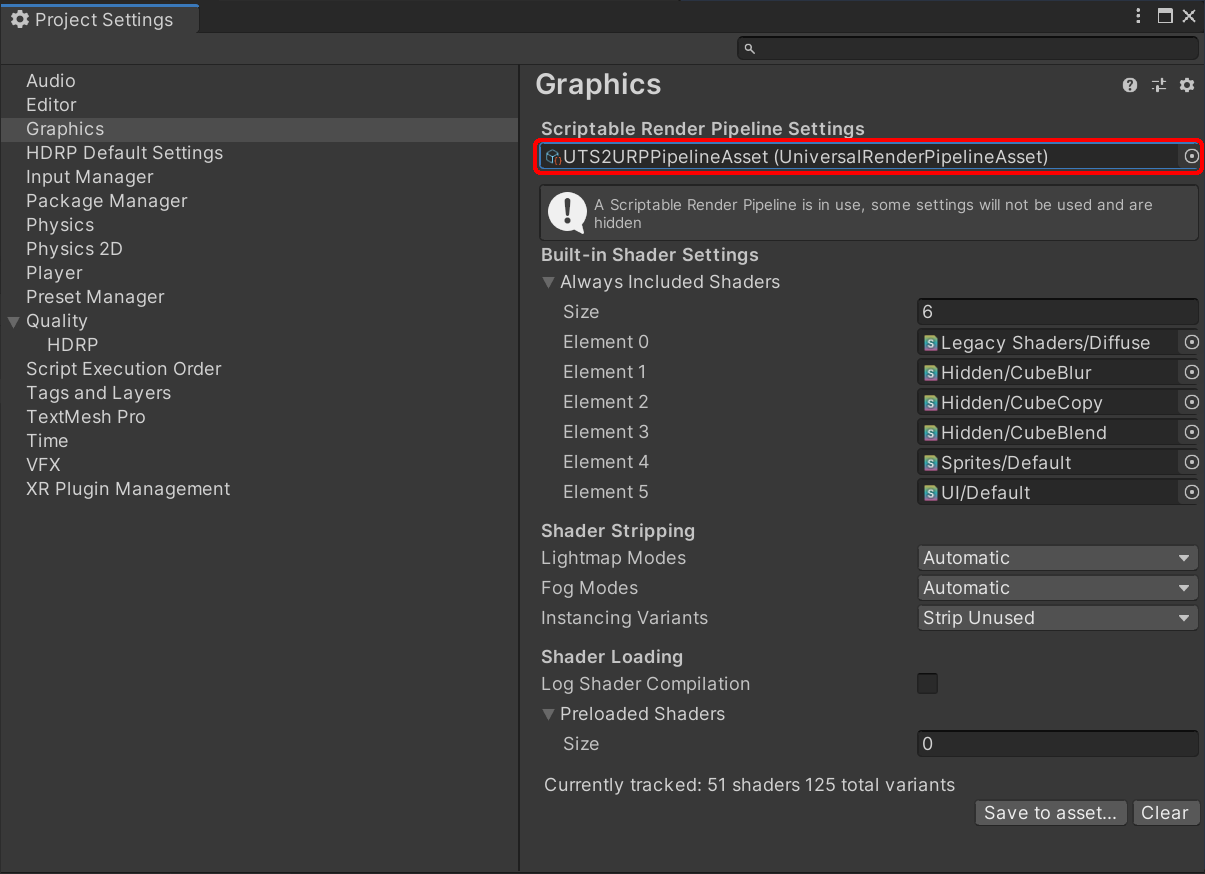 Project Settings
Audio
Editor
Graphics
HDRP Default Settings
Input Manager
Package Manager
Physics
Physics 2D
Player
Preset Manager
Quality
HDRP
Script Execution Order
Tags and Layers
TextMesh Pro
Time
VFX
XR Plugin Management
Graphics
Scriptable Render Pipeline Settings
UTS2URPPipelineAsset (UniversalRenderPipelineAsset)
A Scriptable Render Pipeline is in use, some settings will not be used and are
hidden
Built-in Shader Settings
Always Included Shaders
Size 6
Element 0 Legacy Shaders/Diffuse
Element 1 Hidden/CubeBlur
Element 2 Hidden/CubeCopy
Element 3 Hidden/CubeBlend
Element 4 Sprites/Default
Element 5 UI/Default
Shader Stripping
Lightmap Modes Automatic
Fog Modes Automatic
Instancing Variants Strip Unused
Shader Loading
Log Shader Compilation
Preloaded Shaders
Size 0
Currently tracked: 51 shaders 125 total variants
Save to asset... Clear